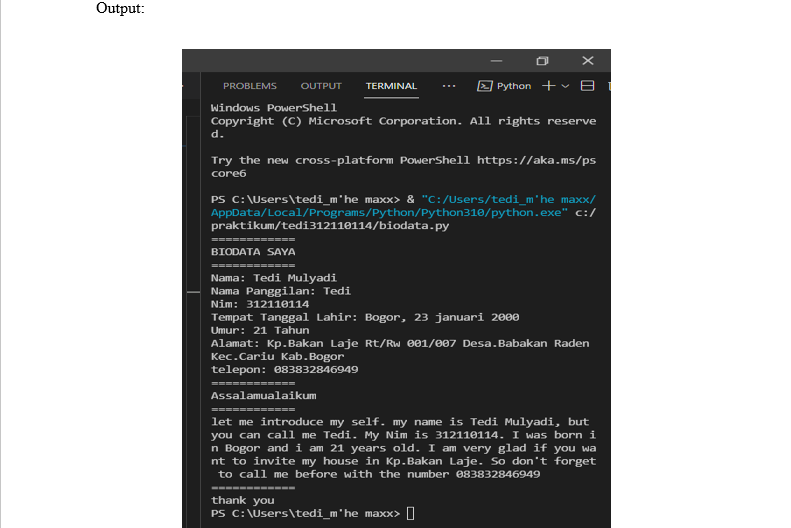 Output:
PROBLEMS OUTPUT TERMINAL ··· Python
Windows PowerShell
Copyright (C) Microsoft Corporation. All rights reserve
d.
Try the new cross-platform PowerShell https://aka.ms/ps
core6
PS C:\Users\tedi_m'he maxx> & "C:/Users/tedi_m'he maxx/
AppData/Local/Programs/Python/Python310/python.exe" c:/
praktikum/tedi312110114/biodata.py
============
BIODATA SAYA
============
Nama: Tedi Mulyadi
Nama Panggilan: Tedi
Nim: 312110114
Tempat Tanggal Lahir: Bogor, 23 januari 2000
Umur: 21 Tahun
Alamat: Kp.Bakan Laje Rt/Rw 001/007 Desa.Babakan Raden
Kec.Cariu Kab.Bogor
telepon: 083832846949
============
Assalamualaikum
============
let me introduce my self. my name is Tedi Mulyadi, but
you can call me Tedi. My Nim is 312110114. I was born i
n Bogor and i am 21 years old. I am very glad if you wa
nt to invite my house in Kp.Bakan Laje. So don't forget
 to call me before with the number 083832846949
============
thank you
PS C:\Users\tedi_m'he maxx>